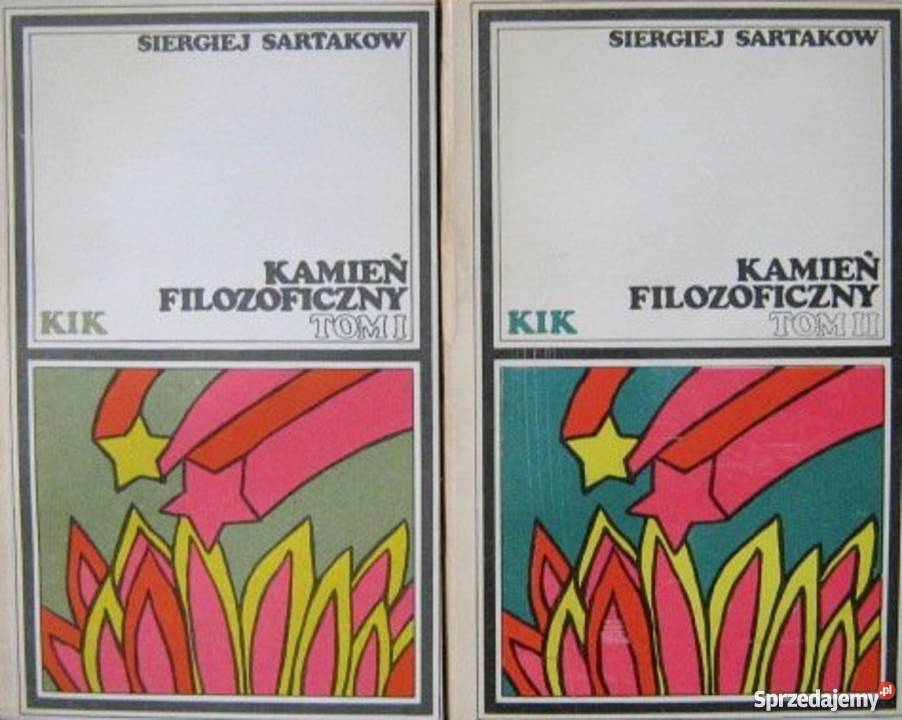 SIERGIEJ SARTAKOW
KAMIEŃ
FILOZOFICZNY
KIK
TOM I
SIERGIEJ SARTAKOW
KAMIEŃ
FILOZOFICZNY
KIK
TOM II
Sprzedajemy.pl